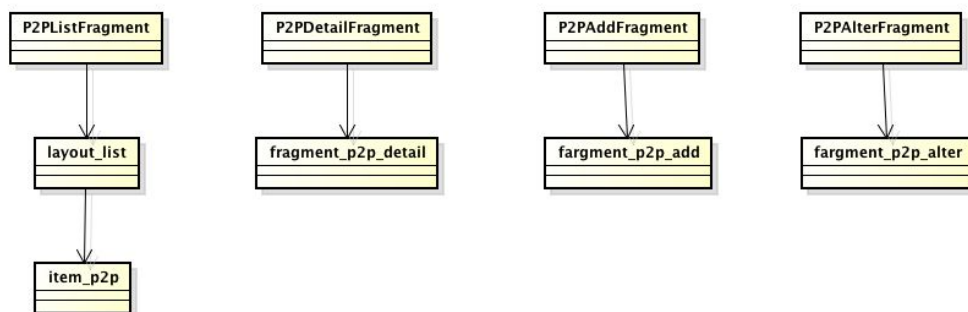 P2PListFragment
P2PDetailFragment
P2PAddFragment
P2PAlterFragment
layout_list
fragment_p2p_detail
fargment_p2p_add
fargment_p2p_alter
item_p2p